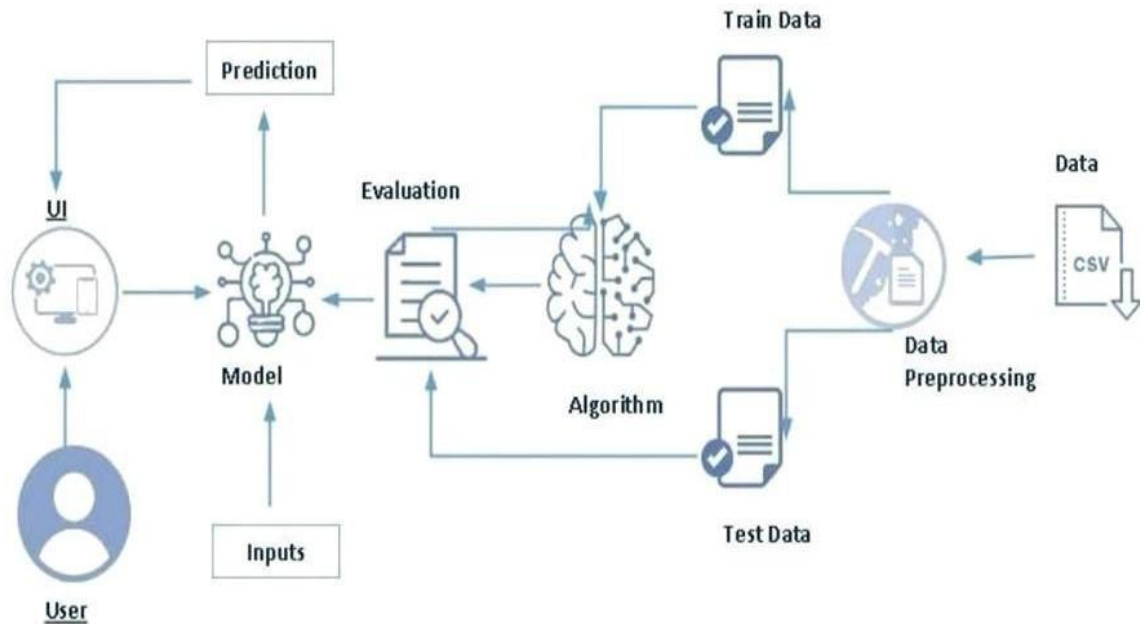 Train Data
Prediction
Data
Evaluation
UI
CSV
Model
Data
Preprocessing
Algorithm
Test Data
Inputs
User